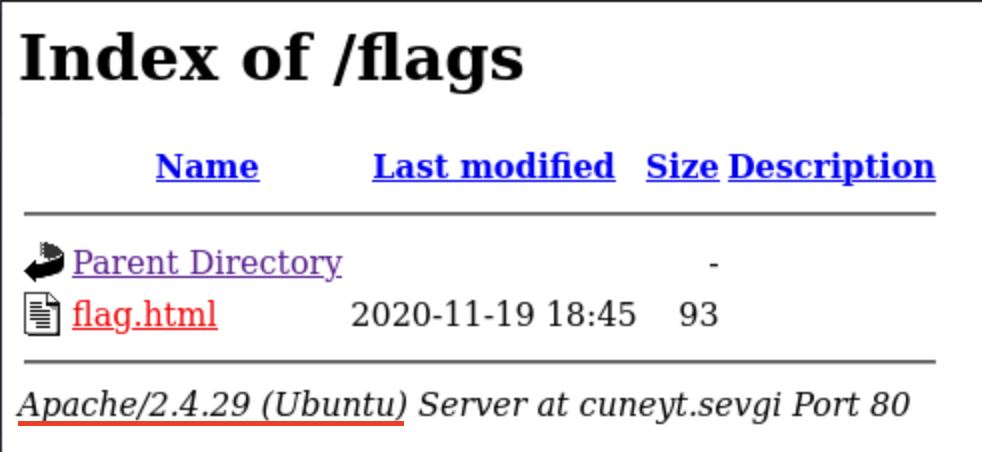 Index of /flags
Name Last modified Size Description
Parent Directory -
flag.html 2020-11-19 18:45 93
Apache/2.4.29 (Ubuntu) Server at cuneyt.sevgi Port 80